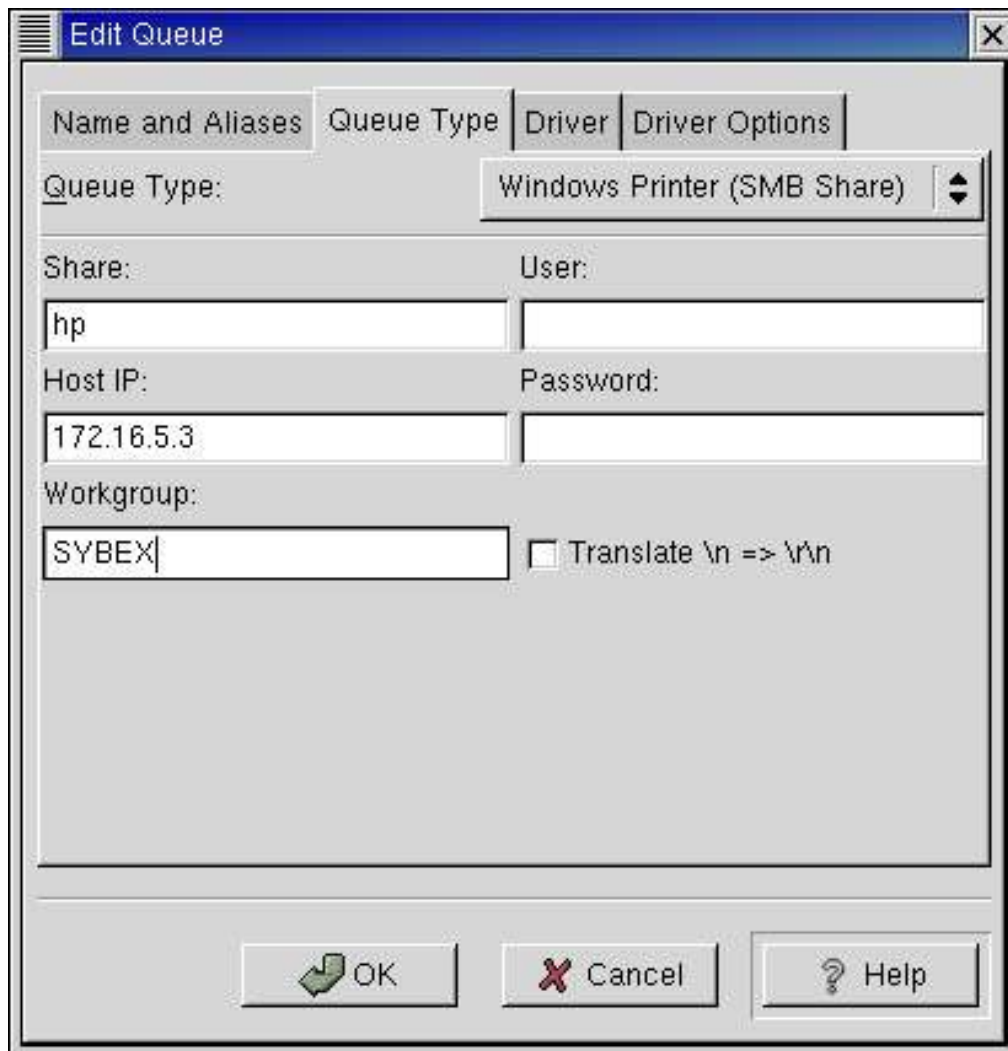 Edit Queue
Name and Aliases Queue Type Driver Driver Options
Queue Type: Windows Printer (SMB Share)
Share: User:
hp
Host IP: Password:
172.16.5.3
Workgroup:
SYBEX Translate \n => \r\n
OK Cancel Help